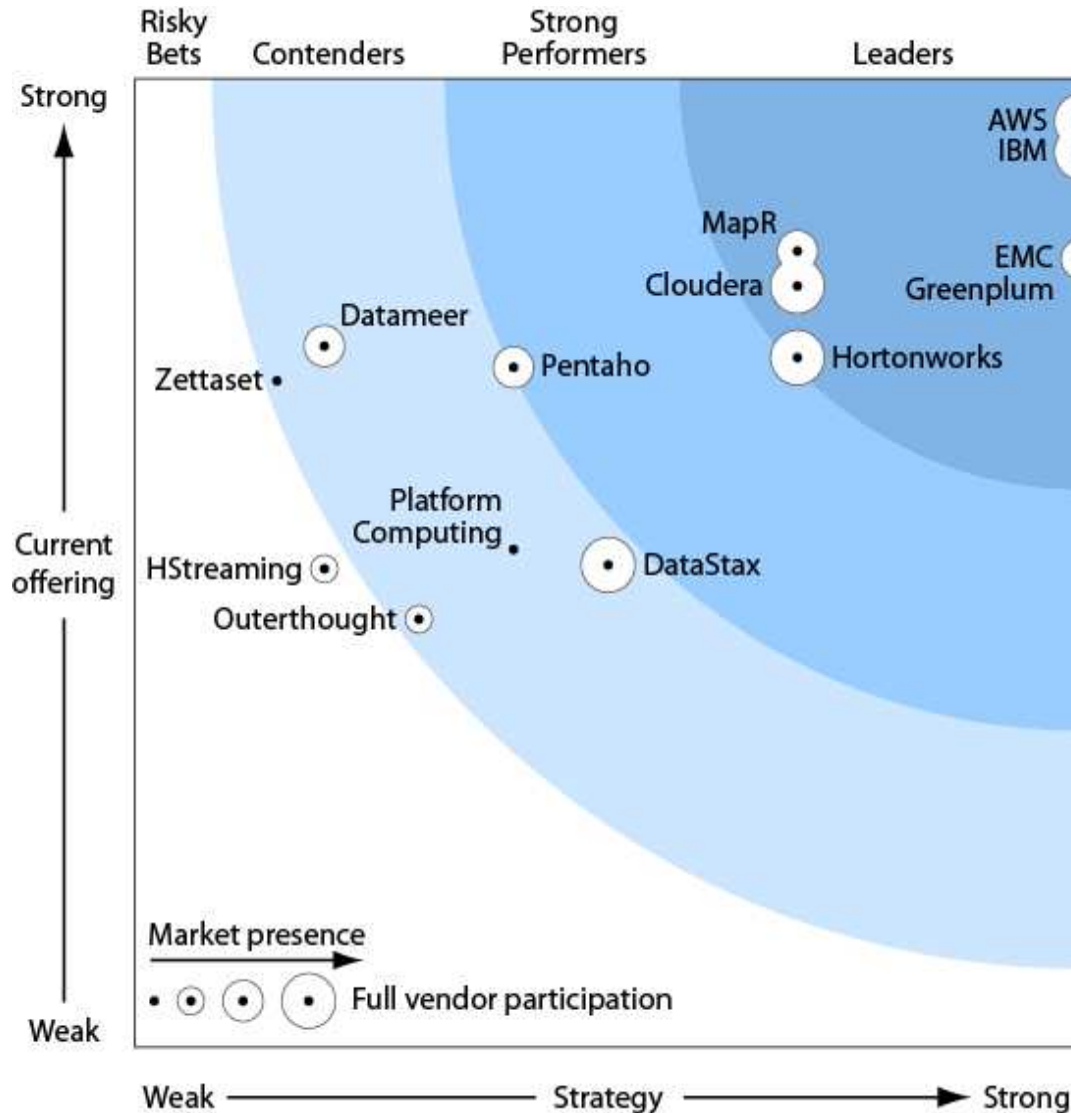 Risky
Bets
Contenders
Strong
Performers
Leaders
Strong
AWS
IBM
MapR
EMC
Greenplum
Cloudera
Datameer
Hortonworks
Pentaho
Zettaset
Platform
Computing
Current
offering
HStreaming
DataStax
Outerthought
Market presence
Full vendor participation
Weak
Weak
Strategy
Strong